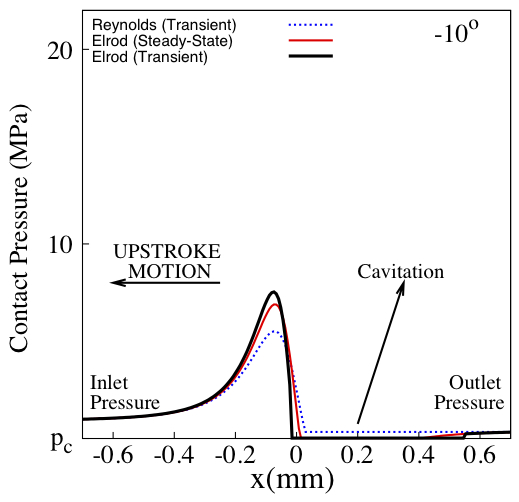 Reynolds (Transient)
Elrod (Steady-State)
Elrod (Transient)
-10°
20
10
p_c
Contact Pressure (MPa)
UPSTROKE
MOTION
Cavitation
Inlet
Pressure
Outlet
Pressure
-0.6 -0.4 -0.2 0 0.2 0.4 0.6
x(mm)